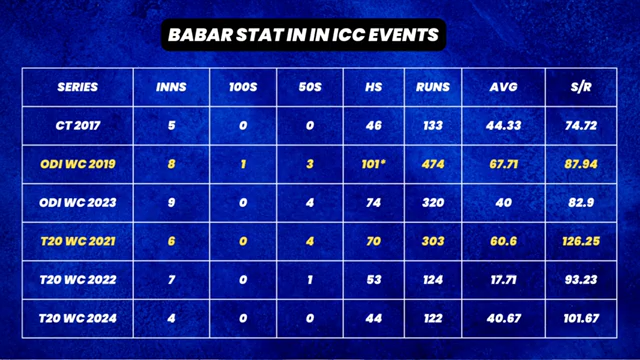 BABAR STAT IN IN ICC EVENTS
SERIES INNS 100S 50S HS RUNS AVG S/R
CT 2017 5 0 0 46 133 44.33 74.72
ODI WC 2019 8 1 3 101* 474 67.71 87.94
ODI WC 2023 9 0 4 74 320 40 82.9
T20 WC 2021 6 0 4 70 303 60.6 126.25
T20 WC 2022 7 0 1 53 124 17.71 93.23
T20 WC 2024 4 0 0 44 122 40.67 101.67